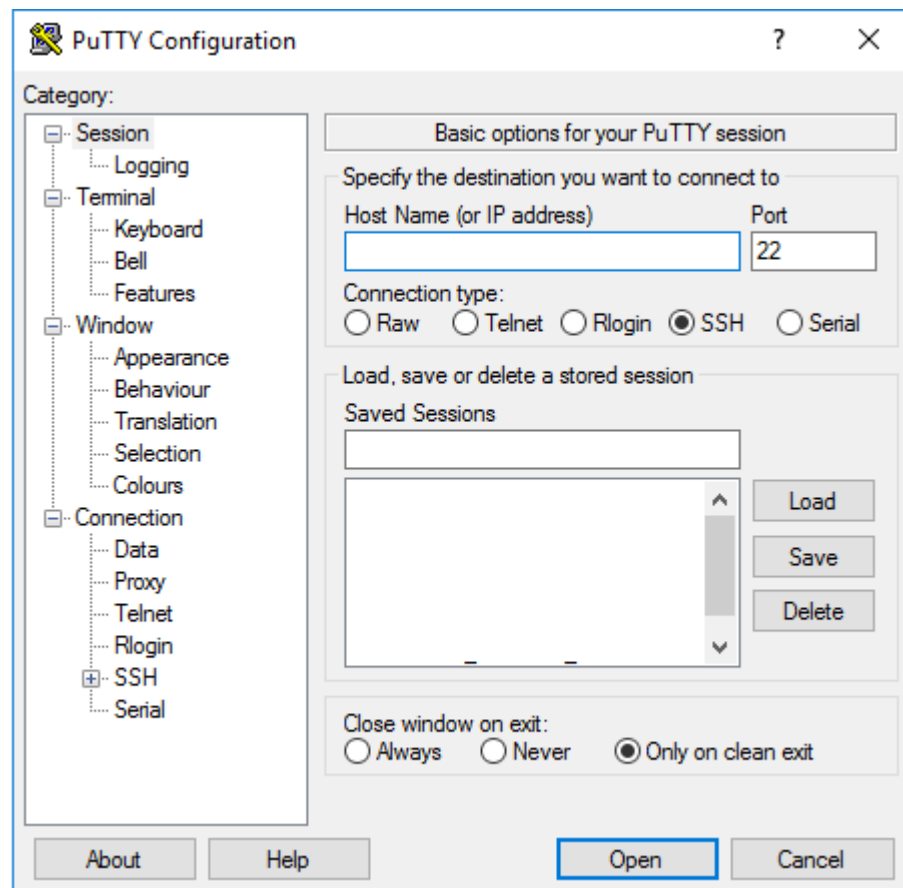 PuTTY Configuration
?
Category:
Session
Logging
Terminal
Keyboard
Bell
Features
Window
Appearance
Behaviour
Translation
Selection
Colours
Connection
Data
Proxy
Telnet
Rlogin
SSH
Serial
Basic options for your PuTTY session
Specify the destination you want to connect to
Host Name (or IP address) Port
22
Connection type:
Raw Telnet Rlogin SSH Serial
Load, save or delete a stored session
Saved Sessions
Load
Save
Delete
Close window on exit:
Always Never Only on clean exit
About Help Open Cancel